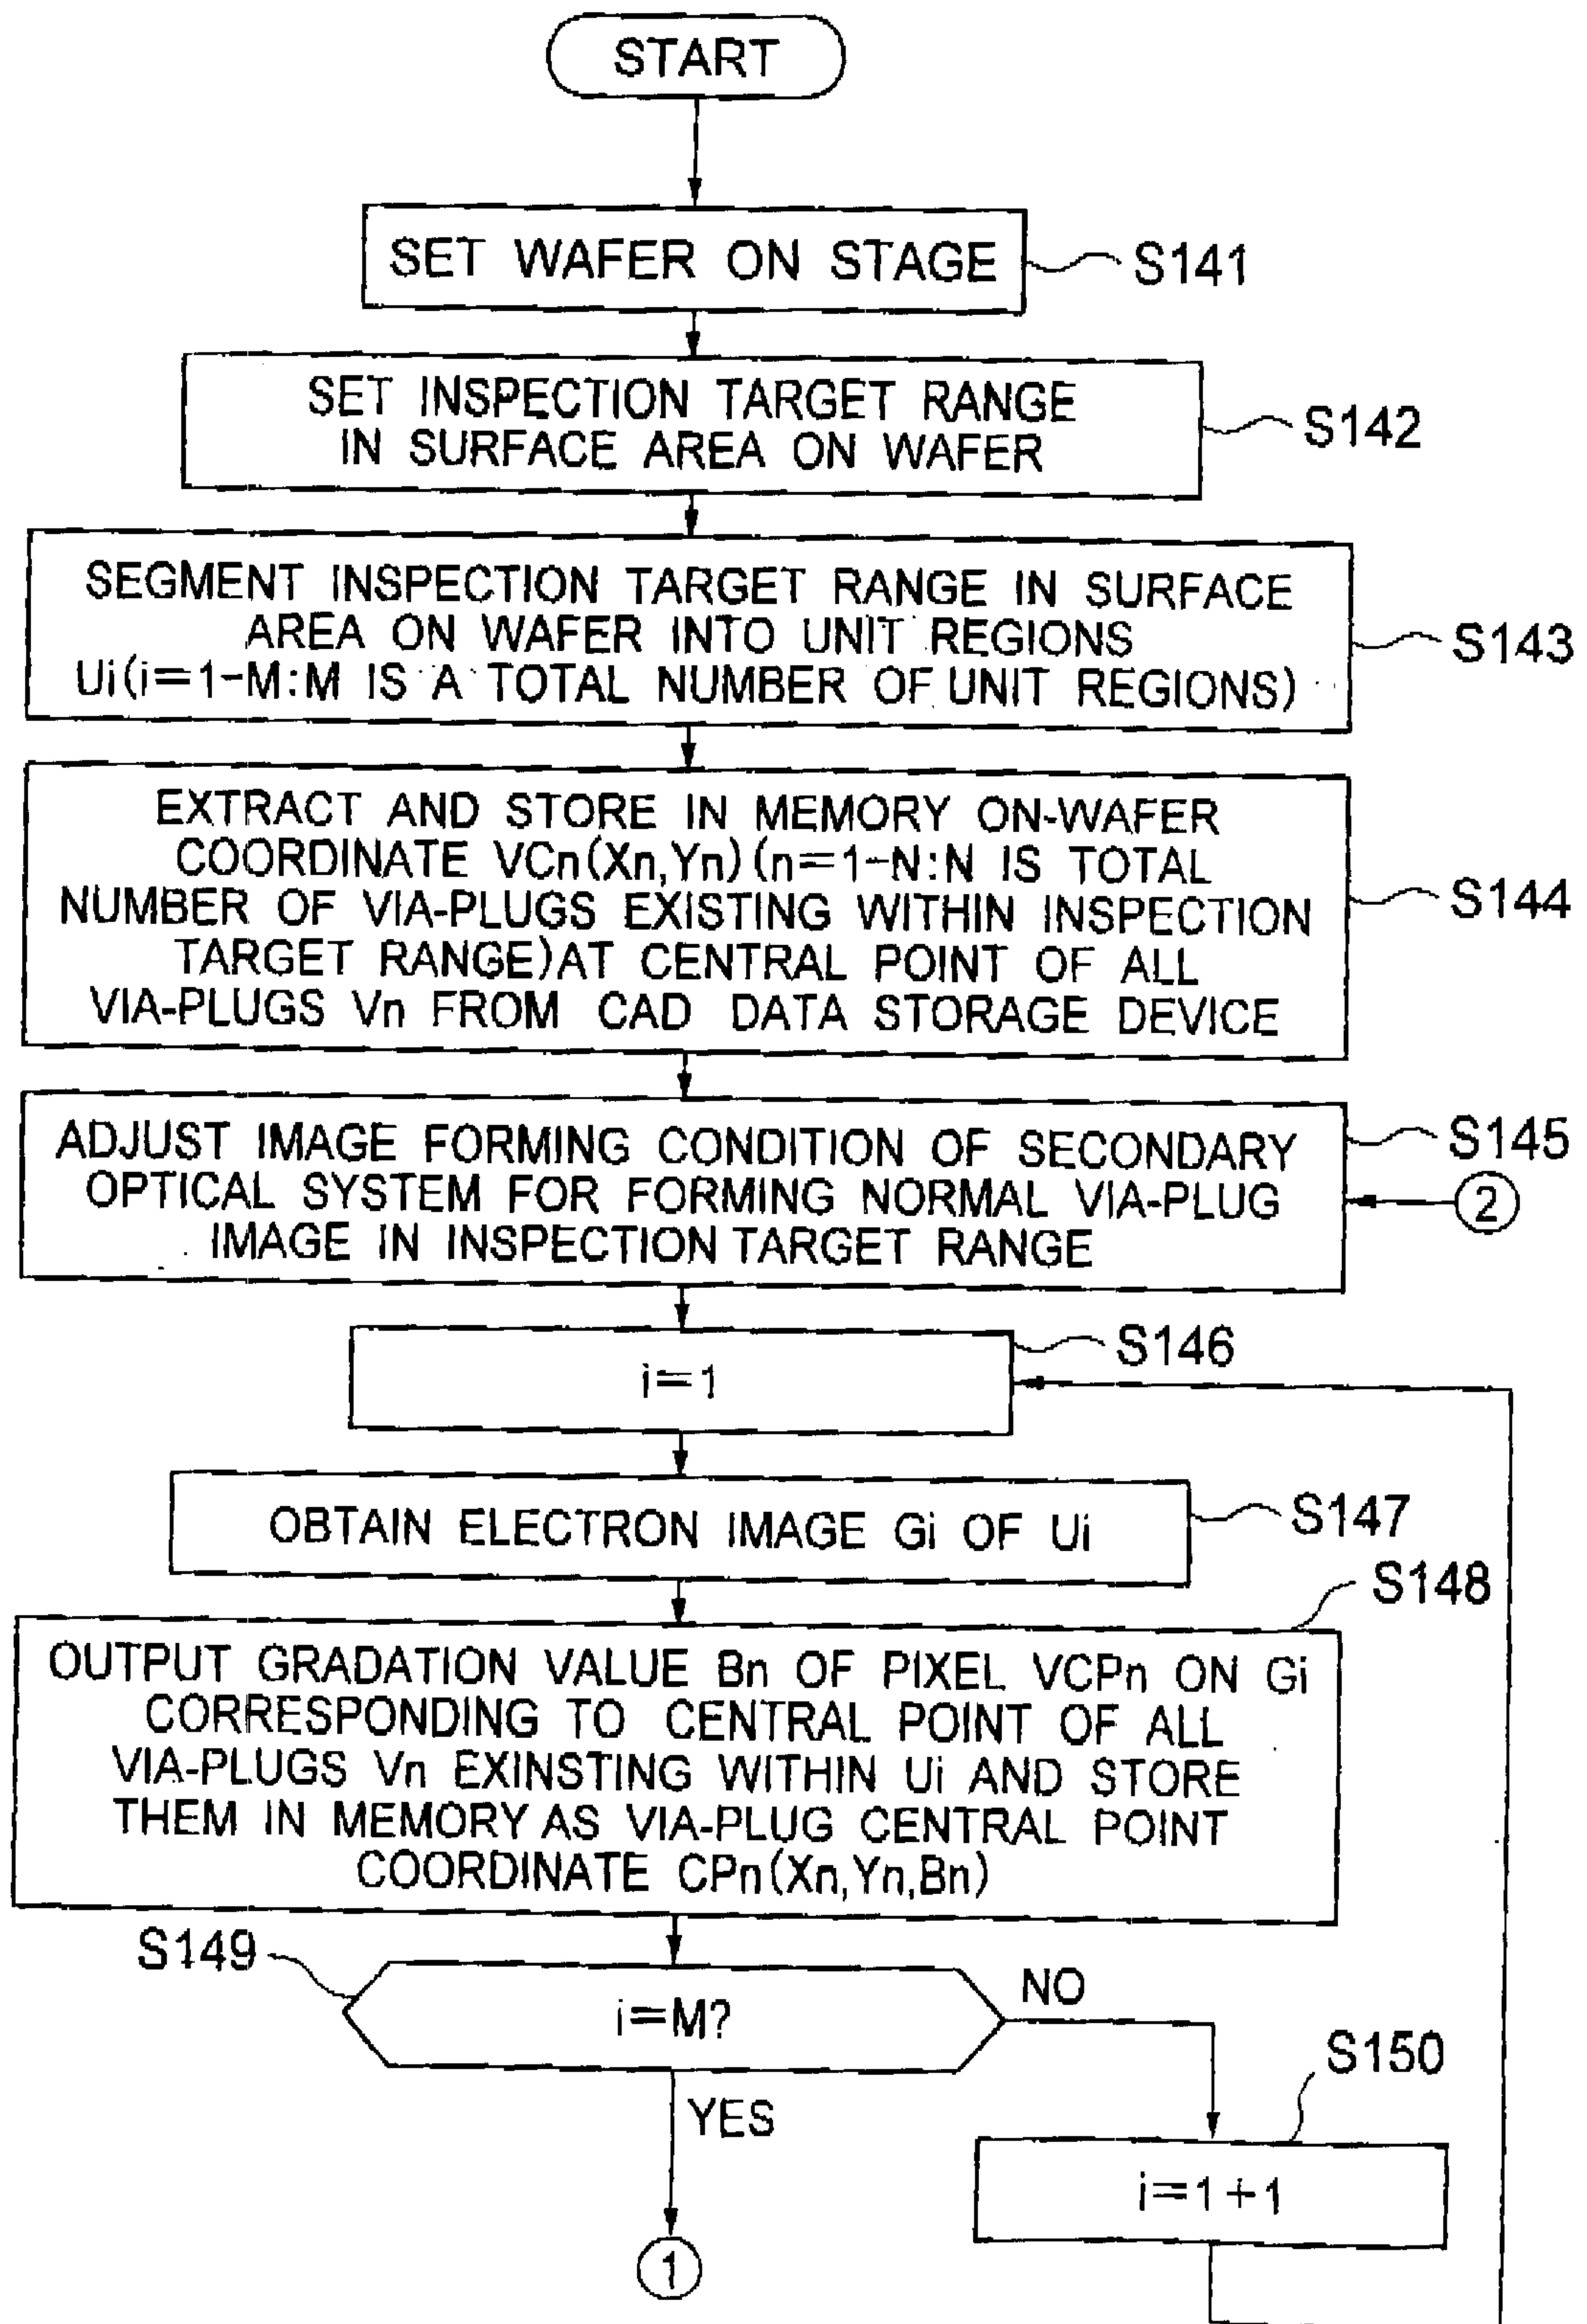 START
SET WAFER ON STAGE
S141
SET INSPECTION TARGET RANGE
IN SURFACE AREA ON WAFER
S142
SEGMENT INSPECTION TARGET RANGE IN SURFACE
AREA ON WAFER INTO UNIT REGIONS
Ui(i=1-M:M IS A TOTAL NUMBER OF UNIT REGIONS)
S143
EXTRACT AND STORE IN MEMORY ON-WAFER
COORDINATE VCn(Xn,Yn)(n=1-N:N IS TOTAL
NUMBER OF VIA-PLUGS EXISTING WITHIN INSPECTION
TARGET RANGE)AT CENTRAL POINT OF ALL
VIA-PLUGS Vn FROM CAD DATA STORAGE DEVICE
S144
ADJUST IMAGE FORMING CONDITION OF SECONDARY
OPTICAL SYSTEM FOR FORMING NORMAL VIA-PLUG
IMAGE IN INSPECTION TARGET RANGE
S145
2
i=1
S146
OBTAIN ELECTRON IMAGE Gi OF Ui
S147
S148
OUTPUT GRADATION VALUE Bn OF PIXEL VCPn ON Gi
CORRESPONDING TO CENTRAL POINT OF ALL
VIA-PLUGS Vn EXINSTING WITHIN Ui AND STORE
THEM IN MEMORY AS VIA-PLUG CENTRAL POINT
COORDINATE CPn(Xn,Yn,Bn)
S149
i=M?
NO
YES
S150
i=1+1
1